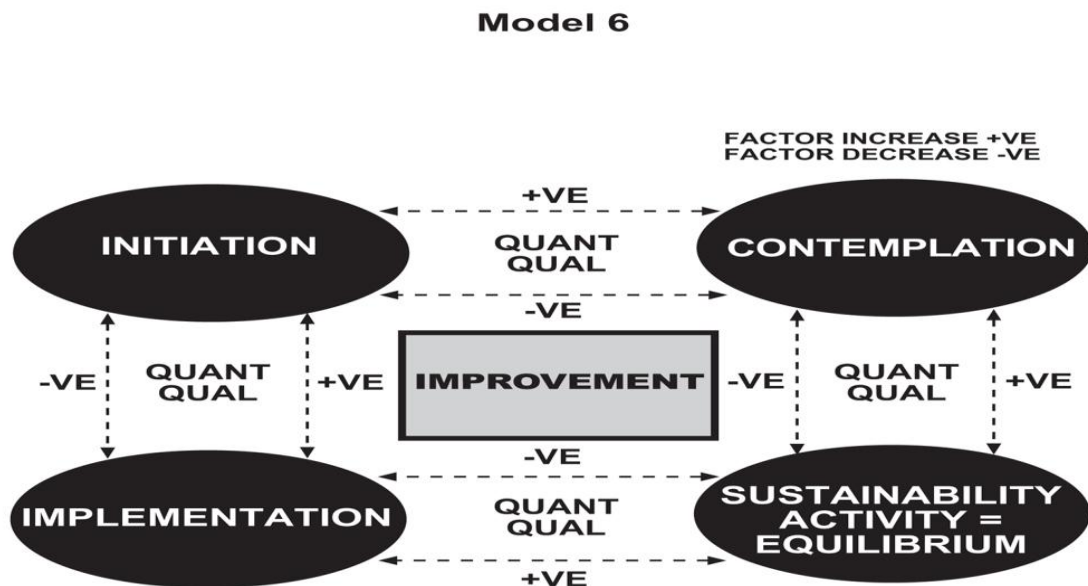 Model 6
FACTOR INCREASE +VE
FACTOR DECREASE -VE
+VE
INITIATION
QUANT
QUAL
CONTEMPLATION
-VE
-VE
QUANT
QUAL
+VE
IMPROVEMENT
-VE
QUANT
QUAL
+VE
-VE
IMPLEMENTATION
QUANT
QUAL
SUSTAINABILITY
ACTIVITY =
EQUILIBRIUM
+VE